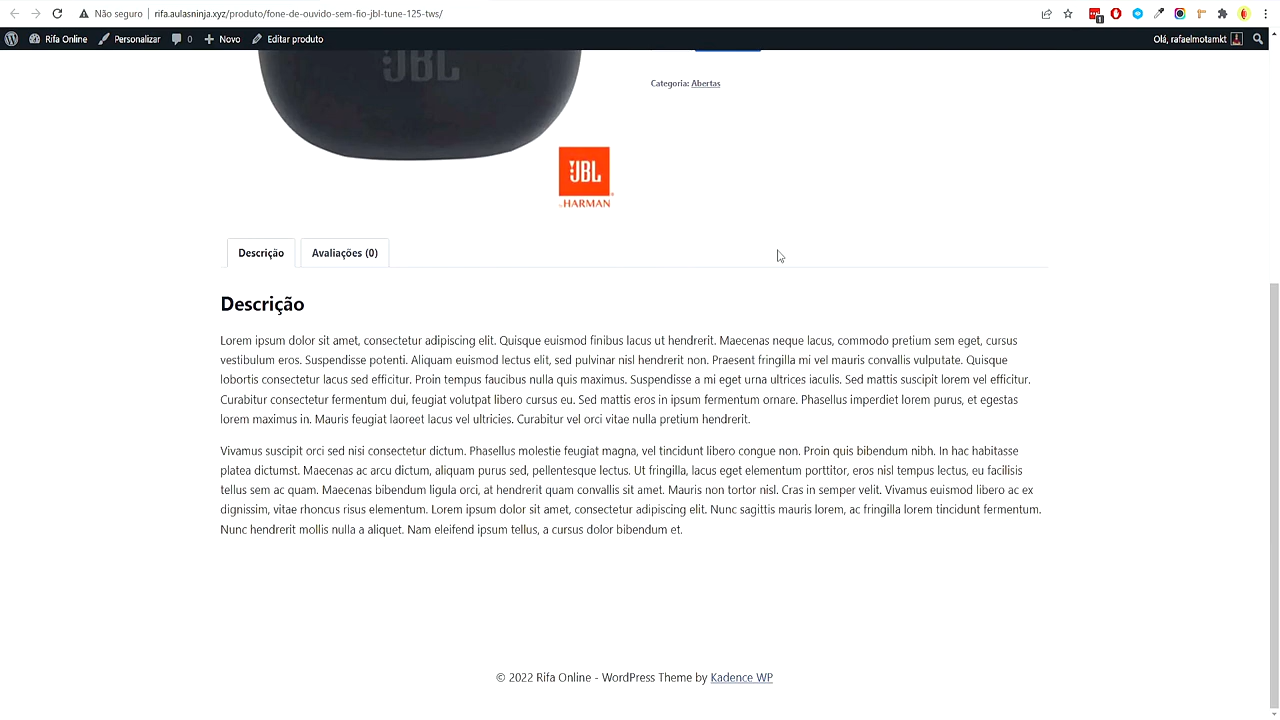 Não seguro
rifa.aulasninja.xyz/produto/fone-de-ouvido-sem-fio-jbl-tune-125-tws/
1
Rifa Online
Personalizar
0
Novo
Editar produto
Olá, rafaelmotamkt
JBL
Categoria: Abertas
JBL
by HARMAN
Descrição
Avaliações (0)
Descrição
Lorem ipsum dolor sit amet, consectetur adipiscing elit. Quisque euismod finibus lacus ut hendrerit. Maecenas neque lacus, commodo pretium sem eget, cursus
vestibulum eros. Suspendisse potenti. Aliquam euismod lectus elit, sed pulvinar nisl hendrerit non. Praesent fringilla mi vel mauris convallis vulputate. Quisque
lobortis consectetur lacus sed efficitur. Proin tempus faucibus nulla quis maximus. Suspendisse a mi eget urna ultrices iaculis. Sed mattis suscipit lorem vel efficitur.
Curabitur consectetur fermentum dui, feugiat volutpat libero cursus eu. Sed mattis eros in ipsum fermentum ornare. Phasellus imperdiet lorem purus, et egestas
lorem maximus in. Mauris feugiat laoreet lacus vel ultricies. Curabitur vel orci vitae nulla pretium hendrerit.
Vivamus suscipit orci sed nisi consectetur dictum. Phasellus molestie feugiat magna, vel tincidunt libero congue non. Proin quis bibendum nibh. In hac habitasse
platea dictumst. Maecenas ac arcu dictum, aliquam purus sed, pellentesque lectus. Ut fringilla, lacus eget elementum porttitor, eros nisl tempus lectus, eu facilisis
tellus sem ac quam. Maecenas bibendum ligula orci, at hendrerit quam convallis sit amet. Mauris non tortor nisl. Cras in semper velit. Vivamus euismod libero ac ex
dignissim, vitae rhoncus risus elementum. Lorem ipsum dolor sit amet, consectetur adipiscing elit. Nunc sagittis mauris lorem, ac fringilla lorem tincidunt fermentum.
Nunc hendrerit mollis nulla a aliquet. Nam eleifend ipsum tellus, a cursus dolor bibendum et.
© 2022 Rifa Online - WordPress Theme by Kadence WP